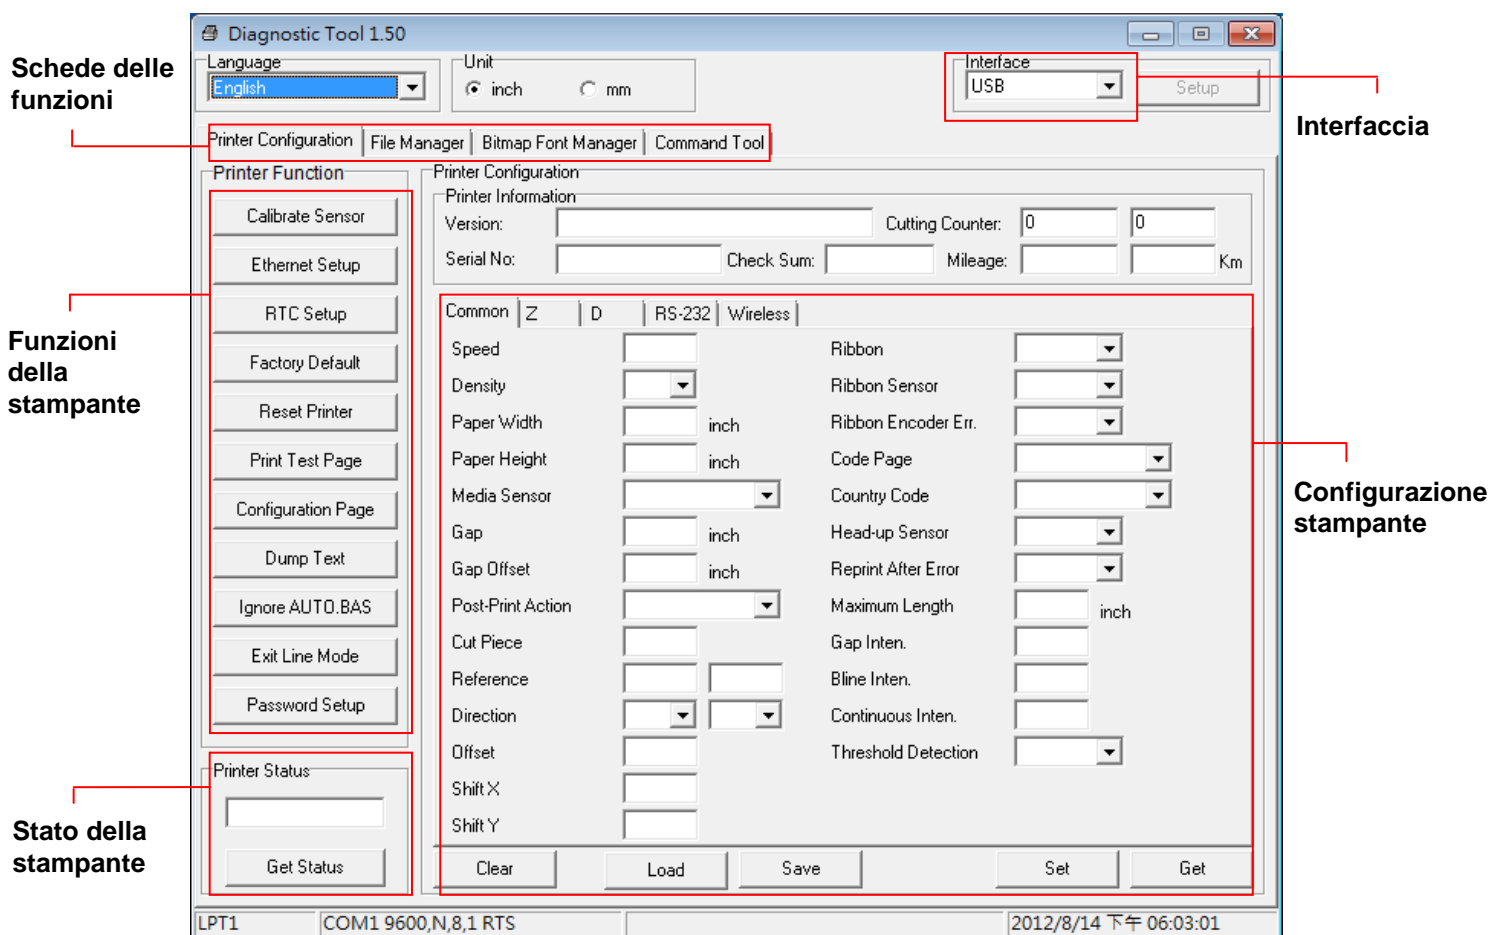 Diagnostic Tool 1.50
Schede delle
funzioni
Language
English
Unit
inch
mm
Interface
USB
Setup
Interfaccia
Printer Configuration
File Manager
Bitmap Font Manager
Command Tool
Printer Function
Calibrate Sensor
Ethernet Setup
RTC Setup
Factory Default
Reset Printer
Print Test Page
Configuration Page
Dump Text
Ignore AUTO.BAS
Exit Line Mode
Password Setup
Funzioni
della
stampante
Printer Status
Get Status
Stato della
stampante
Printer Configuration
Printer Information
Version:
Cutting Counter: 0 0
Serial No:
Check Sum:
Mileage:
Km
Common
Z
D
RS-232
Wireless
Speed
Density
Paper Width inch
Paper Height inch
Media Sensor
Gap inch
Gap Offset inch
Post-Print Action
Cut Piece
Reference
Direction
Offset
Shift X
Shift Y
Ribbon
Ribbon Sensor
Ribbon Encoder Err.
Code Page
Country Code
Head-up Sensor
Reprint After Error
Maximum Length inch
Gap Inten.
Bline Inten.
Continuous Inten.
Threshold Detection
Configurazione
stampante
Clear
Load
Save
Set
Get
LPT1
COM1 9600,N,8,1 RTS
2012/8/14 下午 06:03:01